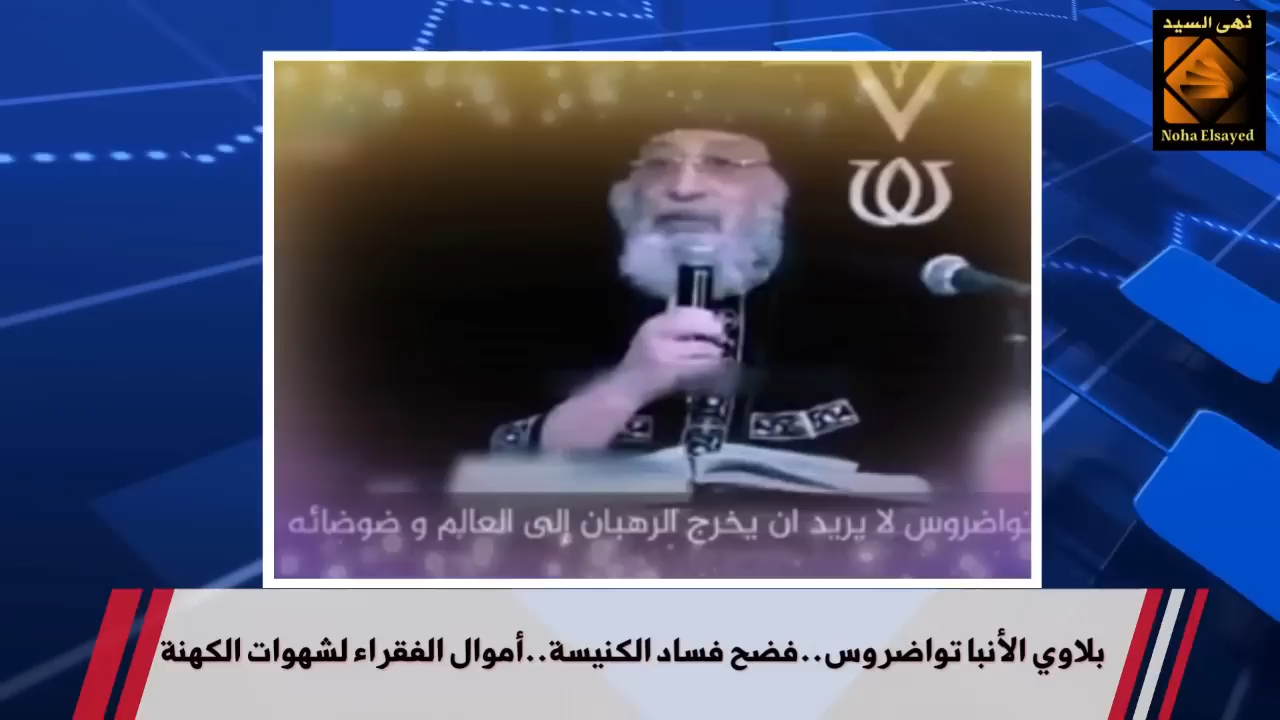 نهى السيد
Noha Elsayed
تواضروس لا يريد ان يخرج الرهبان إلى العالم و ضوضائه
بلاوي الأنبا تواضروس..فضح فساد الكنيسة..أموال الفقراء لشهوات الكهنة